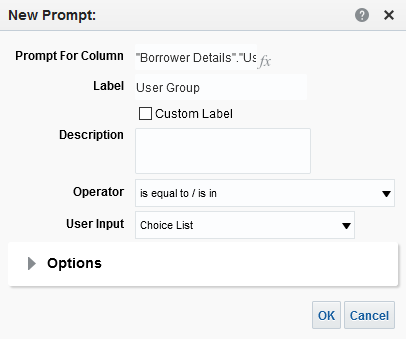 New Prompt:
Prompt For Column "Borrower Details"."Us fx
Label User Group
Custom Label
Description
Operator is equal to / is in
User Input Choice List
Options
OK Cancel